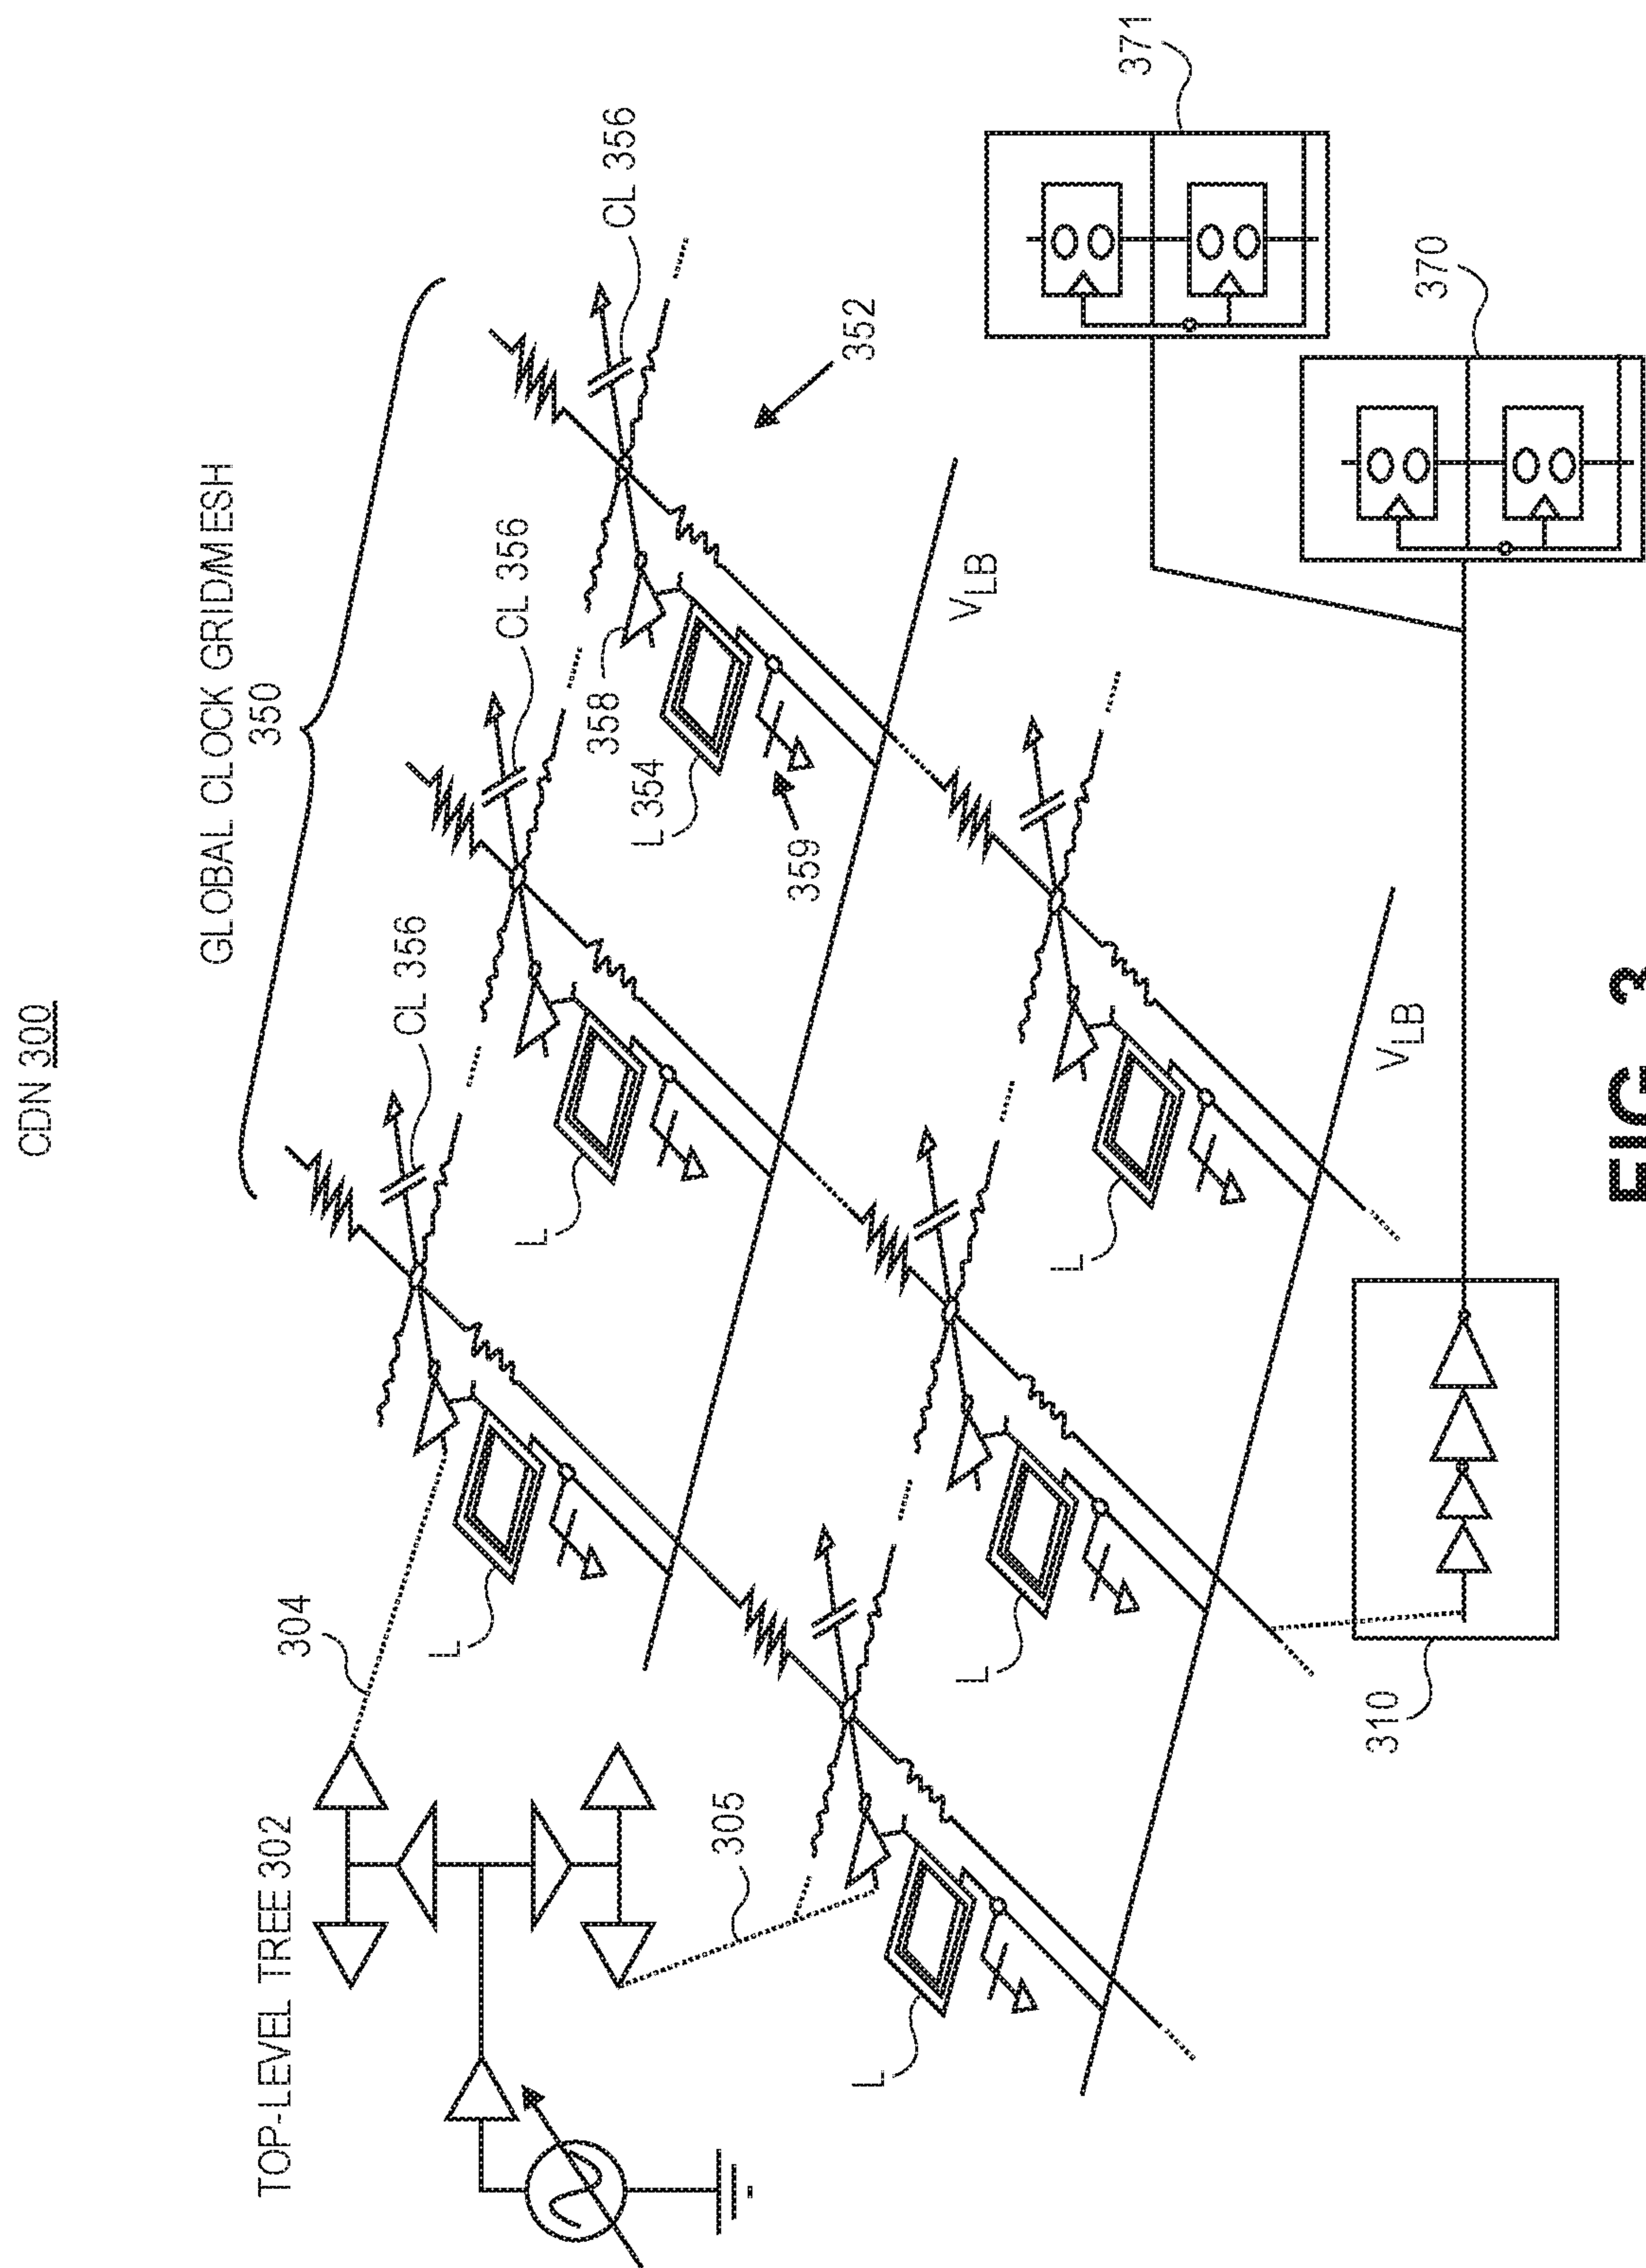 CDN 300
GLOBAL CLOCK GRID/MESH
350
TOP-LEVEL TREE 302
304
CL 356
CL 356
CL 356
305
L
L
L 354
358
359
352
L
L
L
V_LB
V_LB
310
370
371
FIG. 3